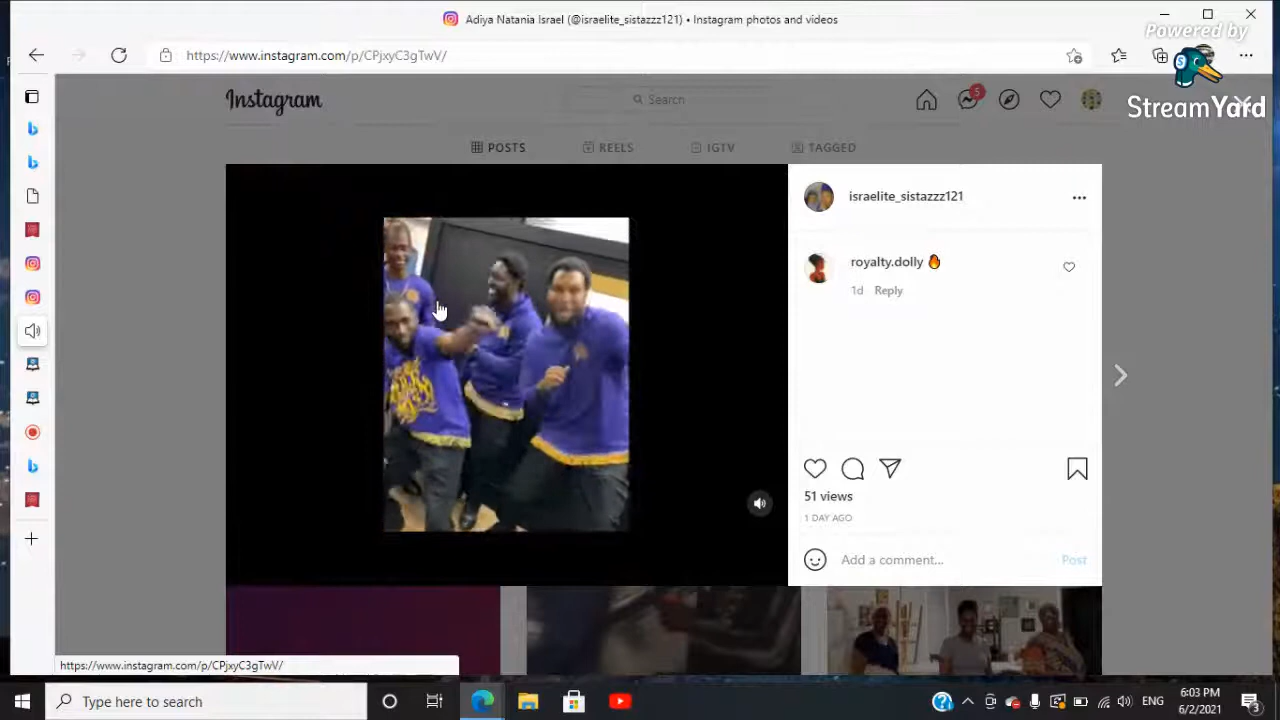 Adiya Natania Israel (@israelite_sistazzz121) • Instagram photos and videos
Powered by
StreamYard
https://www.instagram.com/p/CPjxyC3gTwV/
Instagram
Search
5
POSTS
REELS
IGTV
TAGGED
israelite_sistazzz121
royalty.dolly 🔥
1d Reply
51 views
1 DAY AGO
Add a comment...
Post
https://www.instagram.com/p/CPjxyC3gTwV/
Type here to search
ENG
6:03 PM
6/2/2021
3